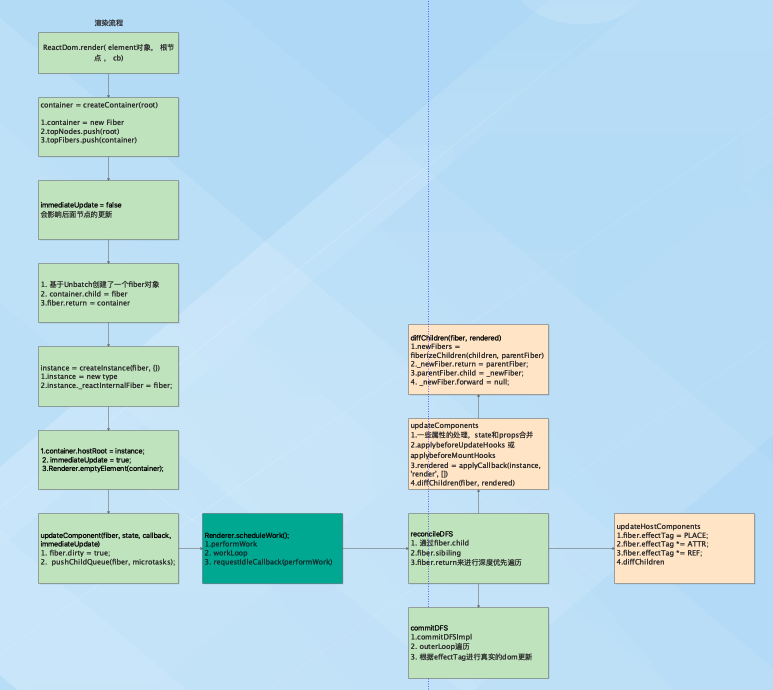 渲染流程
ReactDom.render( element对象。 根节
点 。 cb)
container = createContainer(root)
1.container = new Fiber
2.topNodes.push(root)
3.topFibers.push(container)
immediateUpdate = false
会影响后面节点的更新
1. 基于Unbatch创建了一个fiber对象
2. container.child = fiber
3.fiber.return = container
instance = createInstance(fiber, {})
1.instance = new type
2.instance._reactInternalFiber = fiber;
1.container.hostRoot = instance;
2. immediateUpdate = true;
3.Renderer.emptyElement(container);
updateComponent(fiber, state, callback,
immediateUpdate)
1. fiber.dirty = true;
2. pushChildQueue(fiber, microtasks);
Renderer.scheduleWork();
1.performWork
2. workLoop
3. requestIdleCallback(performWork)
diffChildren(fiber, rendered)
1.newFibers =
fiberizeChildren(children, parentFiber)
2._newFiber.return = parentFiber;
3.parentFiber.child = _newFiber;
4. _newFiber.forward = null;
updateComponents
1.一些属性的处理。state和props合并
2.applybeforeUpdateHooks 或
applybeforeMountHooks
3.rendered = applyCallback(instance,
'render', [])
4.diffChildren(fiber, rendered)
reconcileDFS
1. 通过fiber.child
2.fiber.sibiling
3.fiber.return来进行深度优先遍历
updateHostComponents
1.fiber.effectTag = PLACE;
2.fiber.effectTag *= ATTR;
3.fiber.effectTag *= REF;
4.diffChildren
commitDFS
1.commitDFSImpl
2. outerLoop遍历
3. 根据effectTag进行真实的dom更新